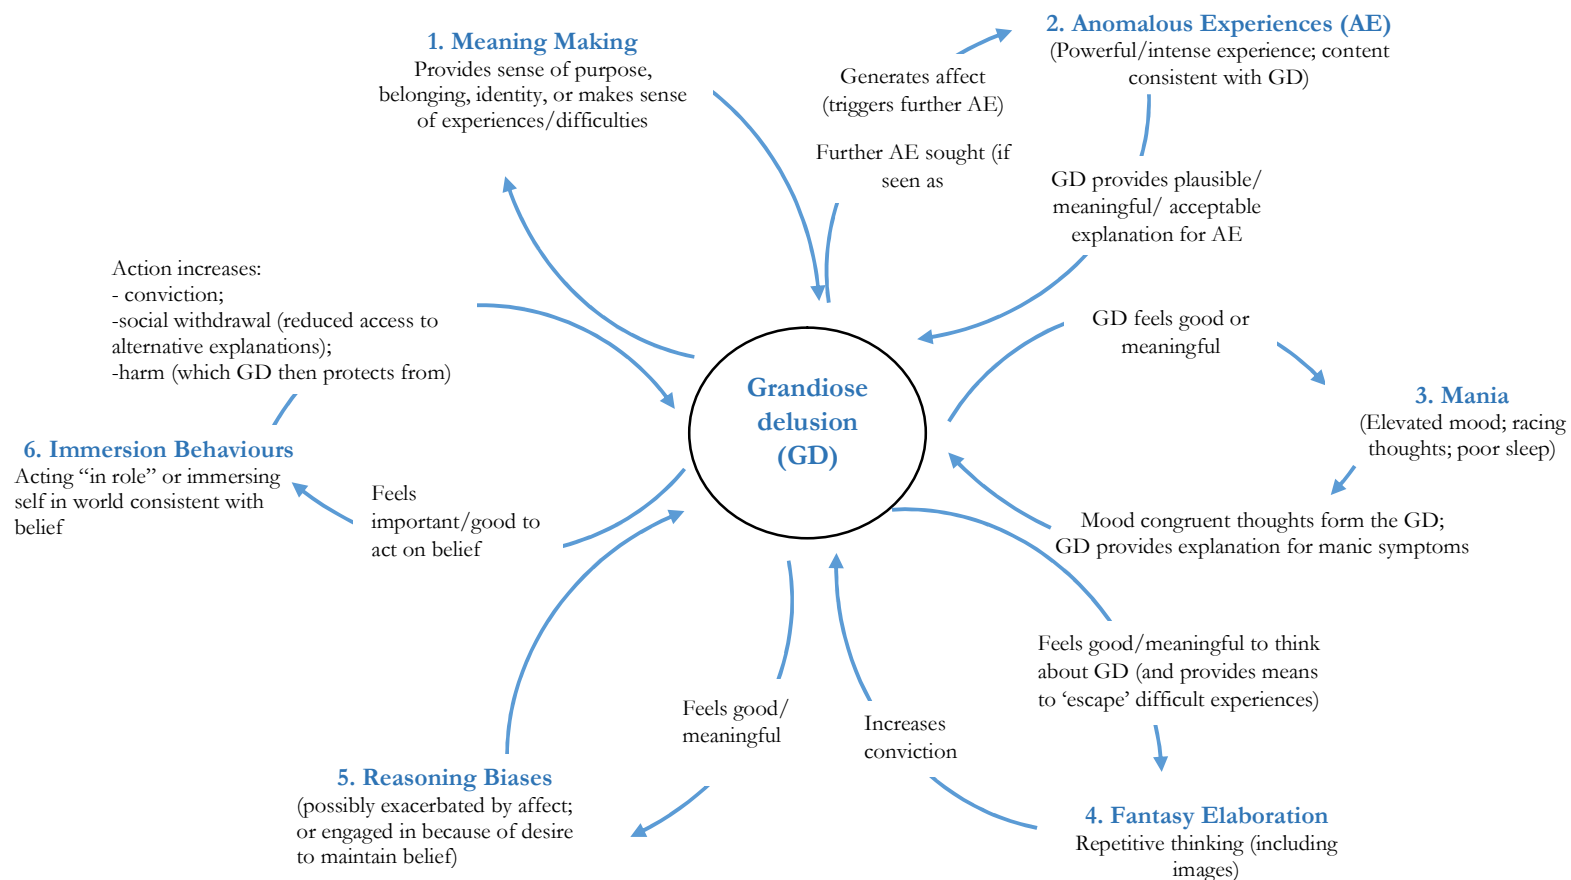 1. Meaning Making
Provides sense of purpose,
belonging, identity, or makes sense
of experiences/difficulties
Generates affect
(triggers further AE)
Further AE sought (if
seen as
2. Anomalous Experiences (AE)
(Powerful/intense experience; content
consistent with GD)
GD provides plausible/
meaningful/ acceptable
explanation for AE
GD feels good or
meaningful
3. Mania
(Elevated mood; racing
thoughts; poor sleep)
Mood congruent thoughts form the GD;
GD provides explanation for manic symptoms
Grandiose
delusion
(GD)
Feels good/meaningful to think
about GD (and provides means
to ‘escape’ difficult experiences)
4. Fantasy Elaboration
Repetitive thinking (including
images)
Increases
conviction
Feels good/
meaningful
5. Reasoning Biases
(possibly exacerbated by affect;
or engaged in because of desire
to maintain belief)
Feels
important/good to
act on belief
6. Immersion Behaviours
Acting “in role” or immersing
self in world consistent with
belief
Action increases:
- conviction;
-social withdrawal (reduced access to
alternative explanations);
-harm (which GD then protects from)